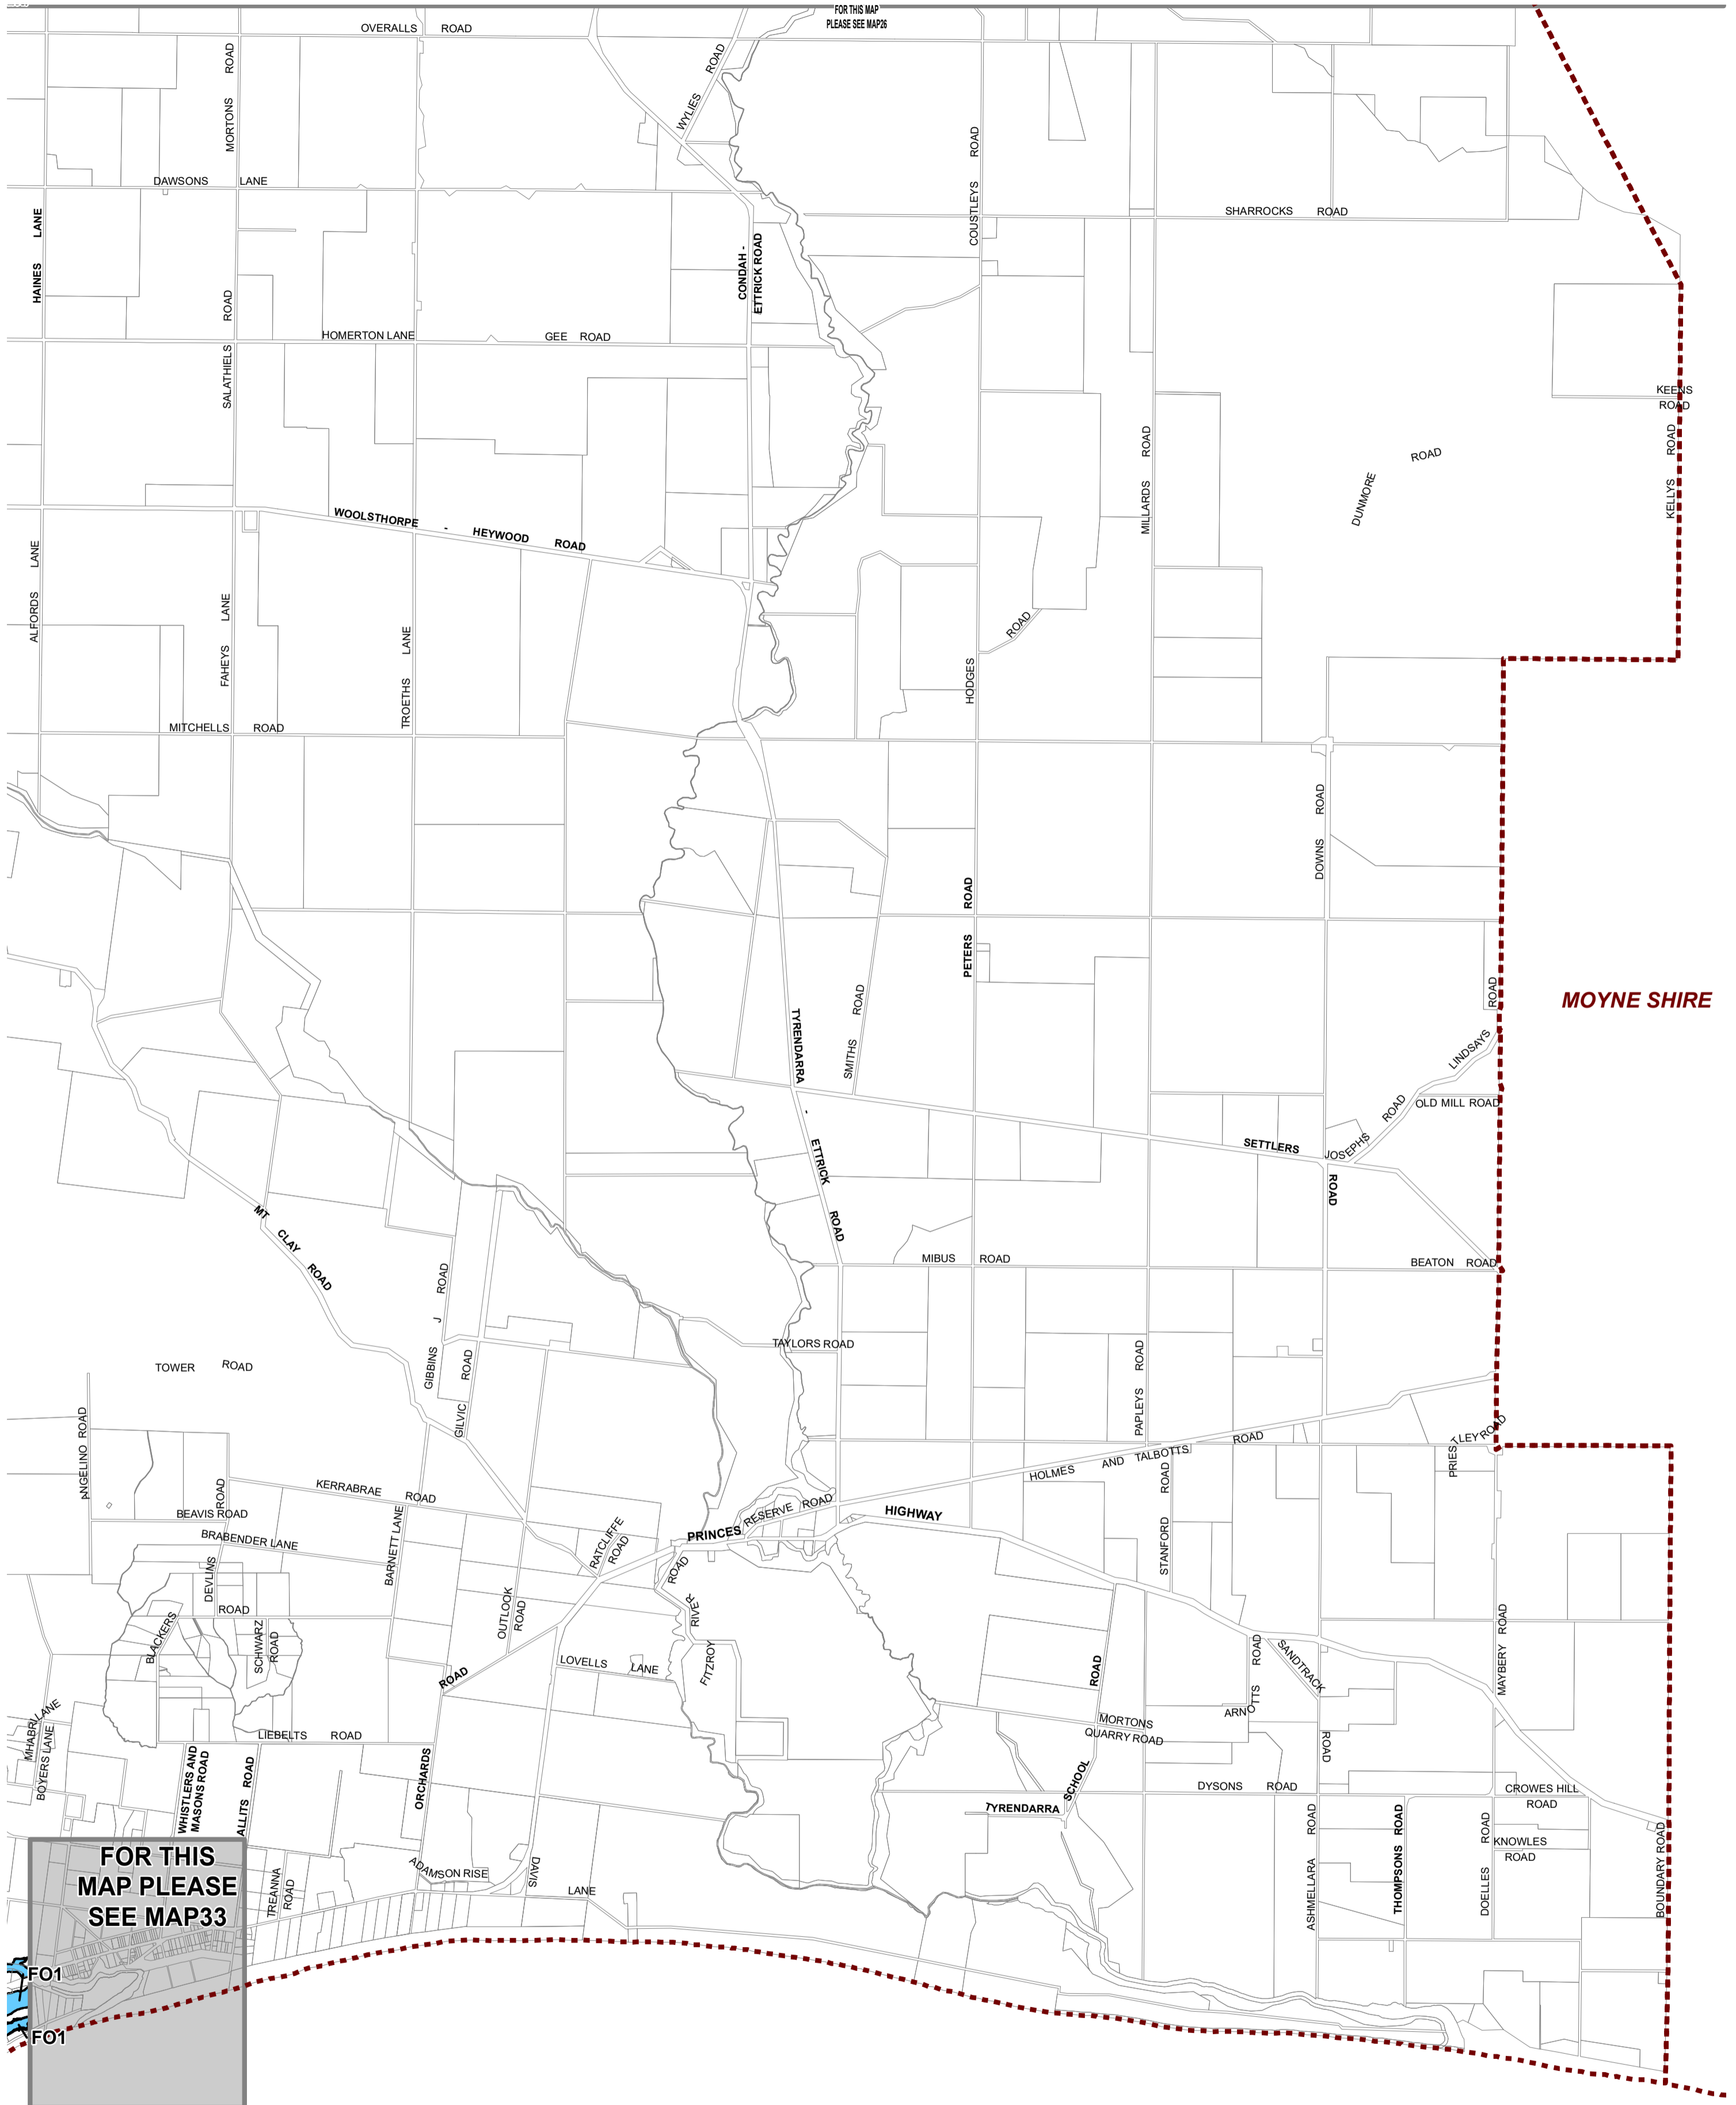 FOR THIS MAP
PLEASE SEE MAP26
OVERALLS ROAD
MORTONS ROAD
WYLIES ROAD
DAWSONS LANE
COUSTLEYS ROAD
SHARROCKS ROAD
HAINES LANE
CONDAH -
ETTRICK ROAD
SALATHIELS ROAD
HOMERTON LANE
GEE ROAD
KEENS
ROAD
KELLYS ROAD
MILLARDS ROAD
DUNMORE ROAD
WOOLSTHORPE - HEYWOOD ROAD
ALFORDS LANE
FAHEYS LANE
TROETHS LANE
HODGES ROAD
MITCHELLS ROAD
DOWNS ROAD
PETERS ROAD
MOYNE SHIRE
SMITHS ROAD
TYRENDARRA - ETTRICK ROAD
LINDSAYS ROAD
OLD MILL ROAD
JOSEPHS ROAD
SETTLERS ROAD
MT CLAY ROAD
MIBUS ROAD
BEATON ROAD
GIBBINS J ROAD
TAYLORS ROAD
TOWER ROAD
GILVIC ROAD
PAPLEYS ROAD
ANGELINO ROAD
HOLMES AND TALBOTTS ROAD
PRIESTLEY ROAD
KERRABRAE ROAD
BEAVIS ROAD
BRABENDER LANE
BARNETT LANE
RATCLIFFE
ROAD
PRINCES HIGHWAY
RESERVE ROAD
STANFORD ROAD
DEVLINS ROAD
BLACKERS ROAD
SCHWARZ
ROAD
OUTLOOK
ROAD
FITZROY RIVER ROAD
LOVELLS LANE
MAYBERY ROAD
SANDTRACK ROAD
ARNOTTS ROAD
MORTONS
QUARRY ROAD
LIEBELTS ROAD
BOYERS LANE
WHISTLERS AND
MASONS ROAD
ALLITS ROAD
ORCHARDS ROAD
DYSONS ROAD
CROWES HILL
ROAD
TYRENDARRA SCHOOL ROAD
KNOWLES
ROAD
ASHMELLARA ROAD
THOMPSONS ROAD
DOELLES ROAD
BOUNDARY ROAD
ADAMSON RISE
DAVIS LANE
TREANNA
ROAD
FOR THIS
MAP PLEASE
SEE MAP33
FO1
FO1